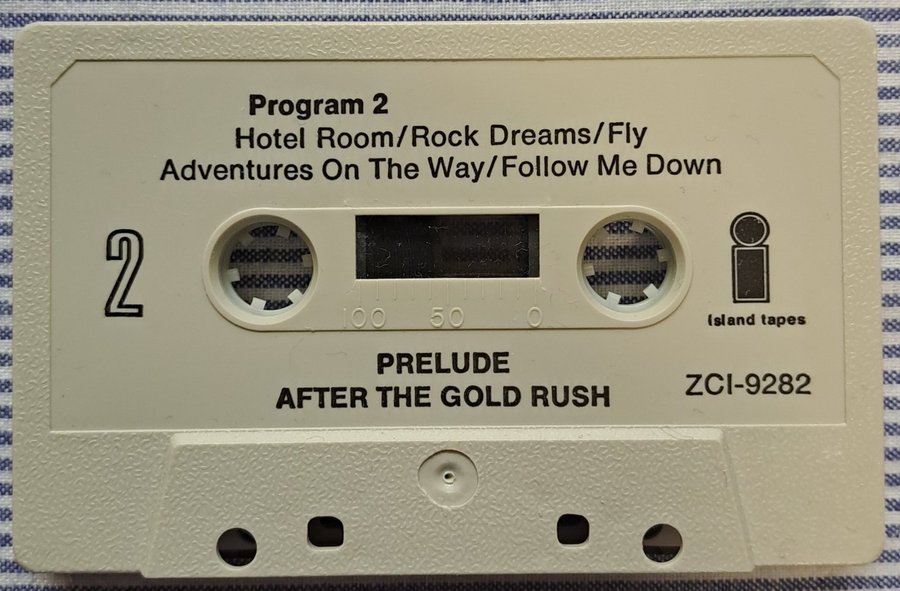 Program 2
Hotel Room/Rock Dreams/Fly
Adventures On The Way/Follow Me Down
2
100 50 0
island tapes
PRELUDE
AFTER THE GOLD RUSH
ZCI-9282